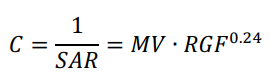 C = 1/SAR = MV · RGF^0.24